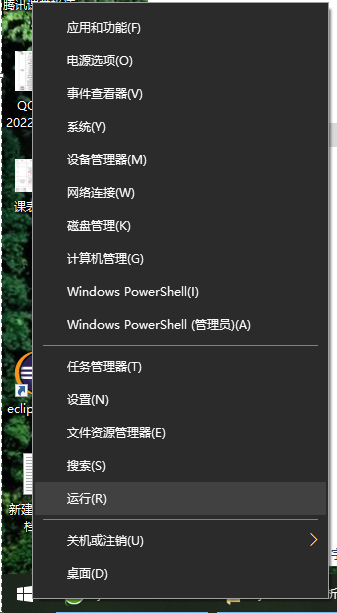 应用和功能(F)
电源选项(O)
事件查看器(V)
系统(Y)
设备管理器(M)
网络连接(W)
磁盘管理(K)
计算机管理(G)
Windows PowerShell(I)
Windows PowerShell (管理员)(A)
任务管理器(T)
设置(N)
文件资源管理器(E)
搜索(S)
运行(R)
关机或注销(U)
桌面(D)
腾讯课
QQ
2022
课表
eclip
新建
档